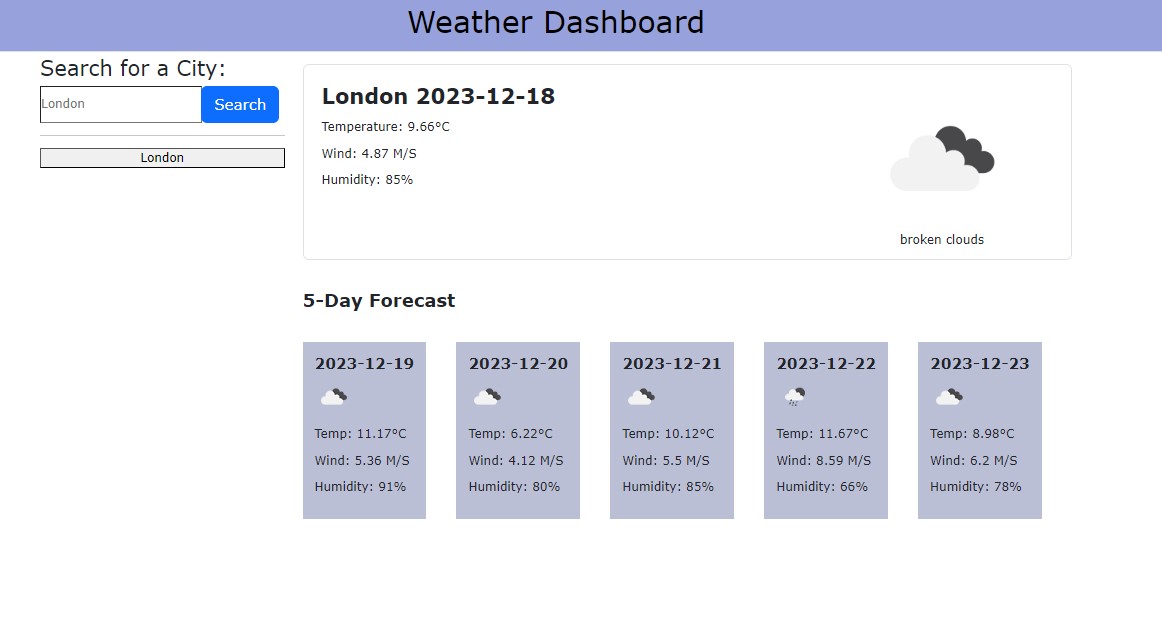 Weather Dashboard
Search for a City:
London
Search
London
London 2023-12-18
Temperature: 9.66°C
Wind: 4.87 M/S
Humidity: 85%
broken clouds
5-Day Forecast
2023-12-19
Temp: 11.17°C
Wind: 5.36 M/S
Humidity: 91%
2023-12-20
Temp: 6.22°C
Wind: 4.12 M/S
Humidity: 80%
2023-12-21
Temp: 10.12°C
Wind: 5.5 M/S
Humidity: 85%
2023-12-22
Temp: 11.67°C
Wind: 8.59 M/S
Humidity: 66%
2023-12-23
Temp: 8.98°C
Wind: 6.2 M/S
Humidity: 78%